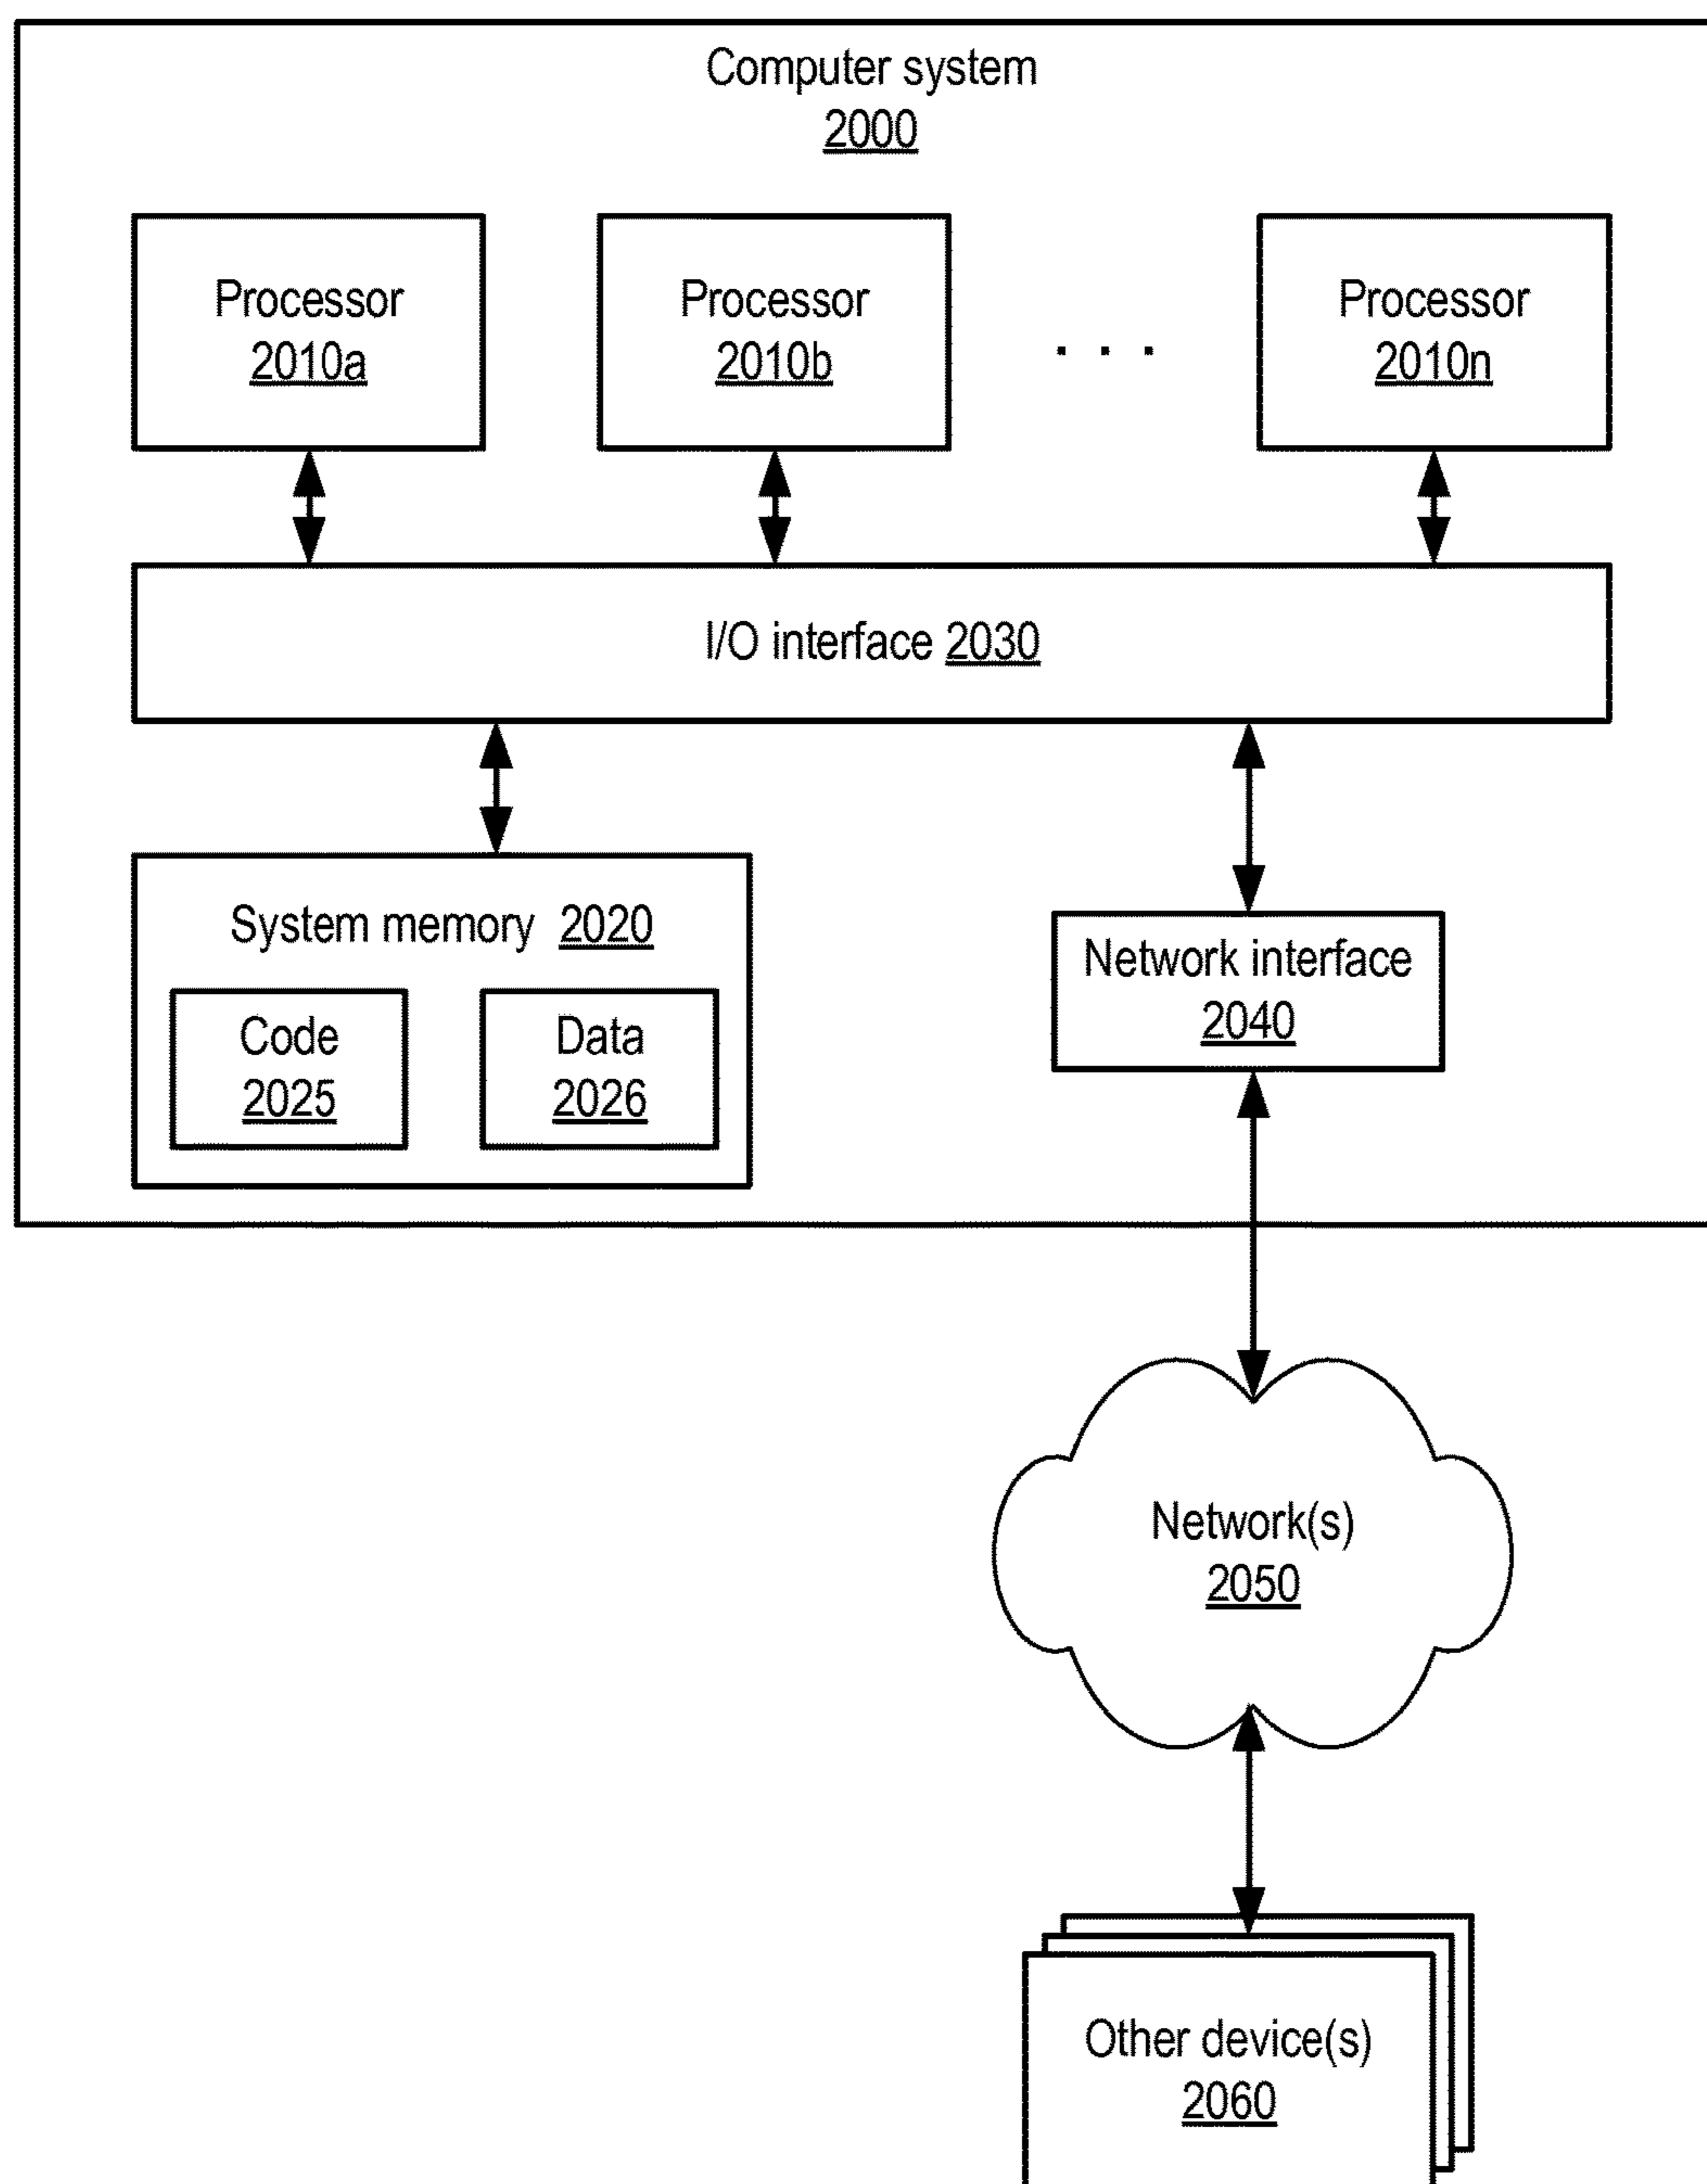 Computer system
2000
Processor
2010a
Processor
2010b
. . .
Processor
2010n
I/O interface 2030
System memory 2020
Code
2025
Data
2026
Network interface
2040
Network(s)
2050
Other device(s)
2060